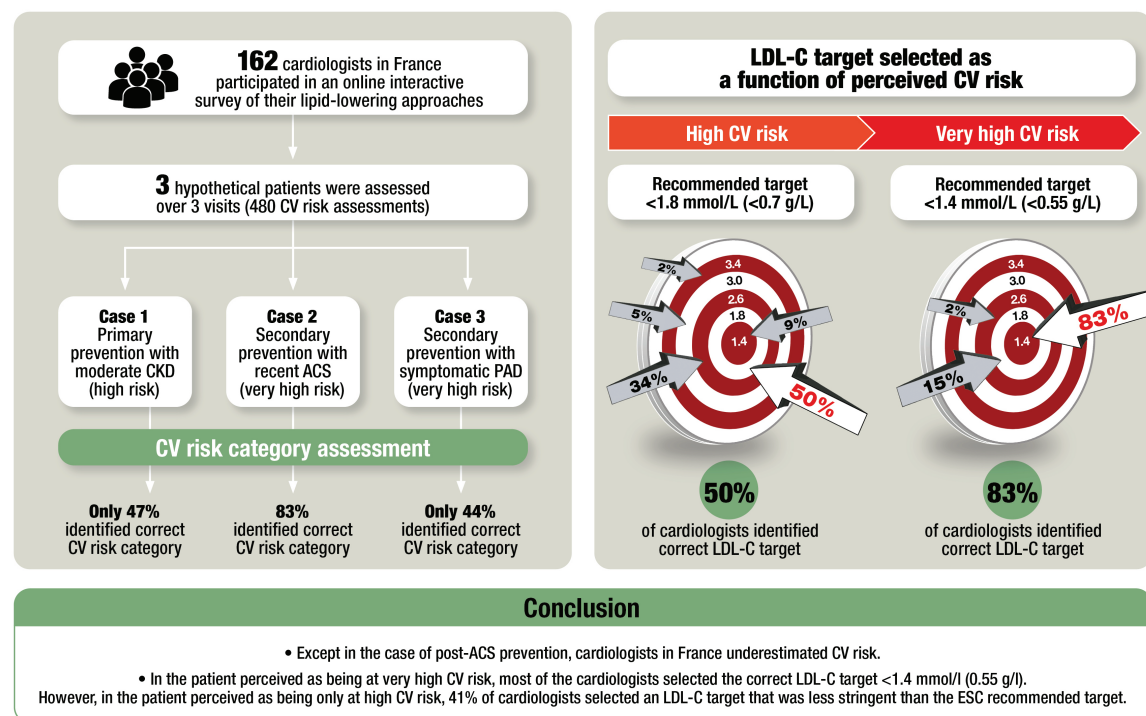 162 cardiologists in France
participated in an online interactive
survey of their lipid-lowering approaches
3 hypothetical patients were assessed
over 3 visits (480 CV risk assessments)
Case 1
Primary
prevention with
moderate CKD
(high risk)
Case 2
Secondary
prevention with
recent ACS
(very high risk)
Case 3
Secondary
prevention with
symptomatic PAD
(very high risk)
CV risk category assessment
Only 47%
identified correct
CV risk category
83%
identified correct
CV risk category
Only 44%
identified correct
CV risk category
LDL-C target selected as
a function of perceived CV risk
High CV risk
Very high CV risk
Recommended target
<1.8 mmol/L (<0.7 g/L)
Recommended target
<1.4 mmol/L (<0.55 g/L)
3.4
3.0
2.6
1.8
1.4
2%
5%
34%
9%
50%
3.4
3.0
2.6
1.8
1.4
2%
15%
83%
50%
of cardiologists identified
correct LDL-C target
83%
of cardiologists identified
correct LDL-C target
Conclusion
• Except in the case of post-ACS prevention, cardiologists in France underestimated CV risk.
• In the patient perceived as being at very high CV risk, most of the cardiologists selected the correct LDL-C target <1.4 mmol/l (0.55 g/l).
However, in the patient perceived as being only at high CV risk, 41% of cardiologists selected an LDL-C target that was less stringent than the ESC recommended target.